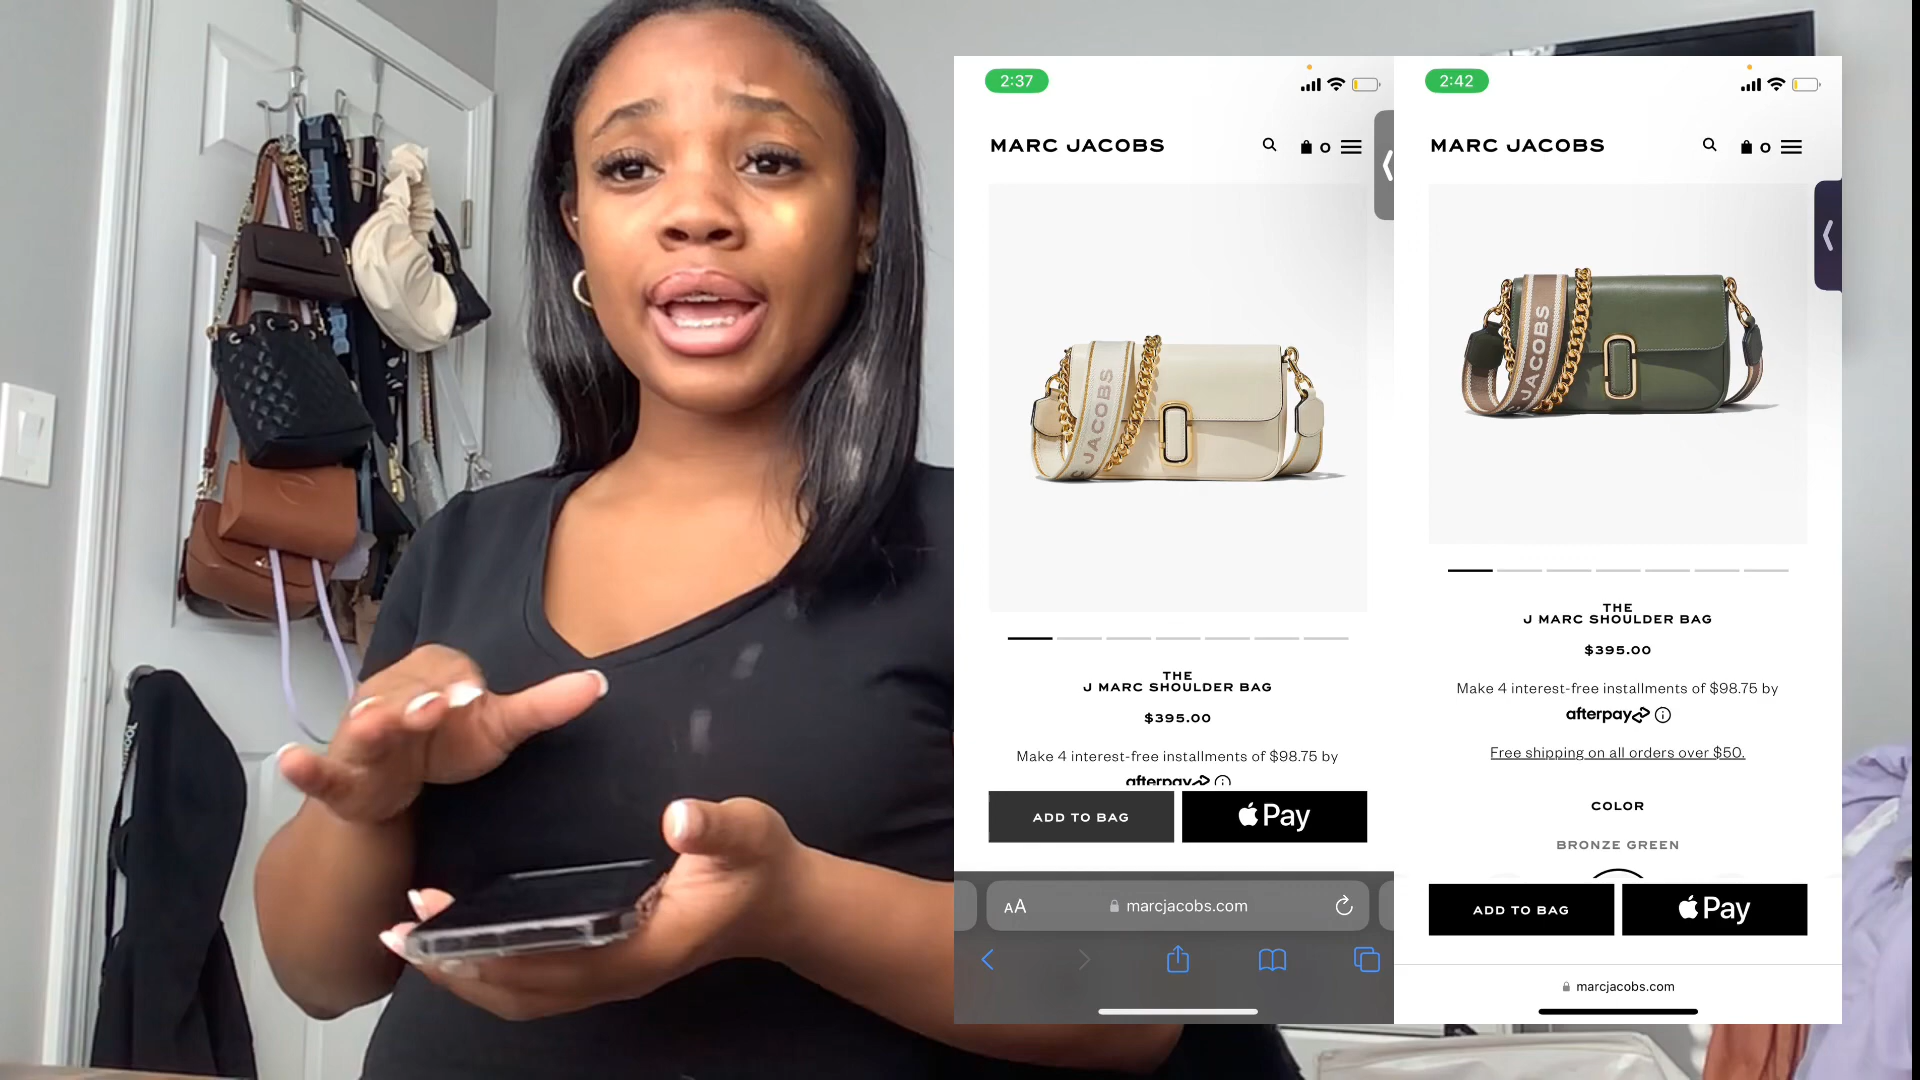 2:37
MARC JACOBS
0
C JACOBS
THE
J MARC SHOULDER BAG
$395.00
Make 4 interest-free installments of $98.75 by
afterpay
ADD TO BAG
Pay
AA
marcjacobs.com
2:42
MARC JACOBS
0
C JACOBS
THE
J MARC SHOULDER BAG
$395.00
Make 4 interest-free installments of $98.75 by
afterpay
Free shipping on all orders over $50.
COLOR
BRONZE GREEN
ADD TO BAG
Pay
marcjacobs.com